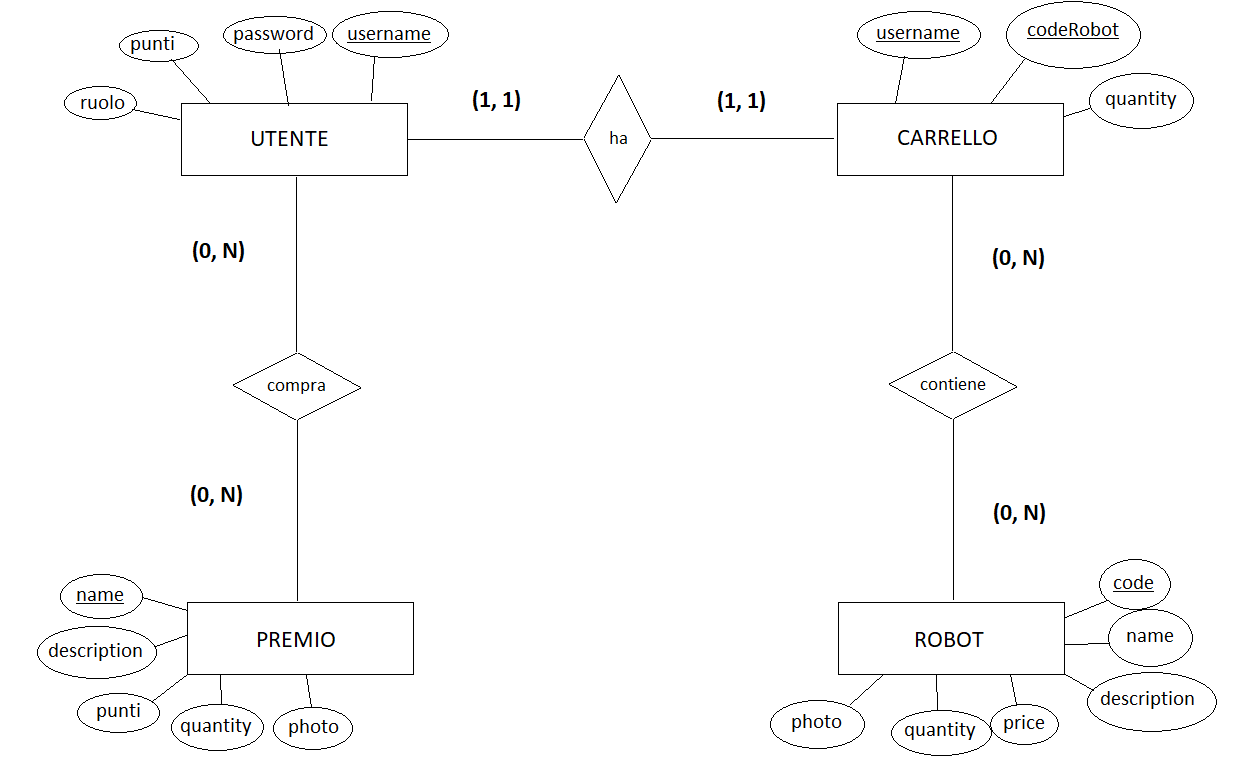 punti
password
username
ruolo
UTENTE
(1, 1)
ha
(1, 1)
username
codeRobot
quantity
CARRELLO
(0, N)
(0, N)
compra
contiene
(0, N)
(0, N)
name
description
punti
quantity
photo
PREMIO
ROBOT
code
name
description
photo
quantity
price